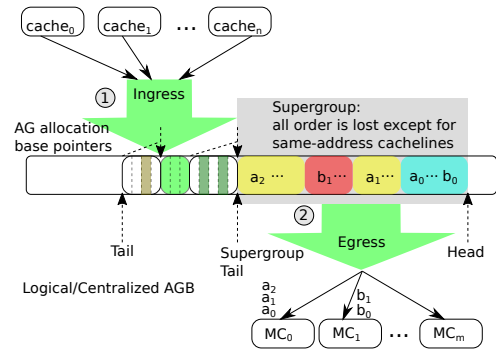 cache0 cache1 ... cachen
1 Ingress
Supergroup:
all order is lost except for
same-address cachelines
AG allocation
base pointers
a2 ... b1 ... a1 ... a0 ... b0
2 Egress
Tail
Supergroup
Tail
Head
Logical/Centralized AGB
a2
a1
a0
b1
b0
MC0 MC1 ... MCm